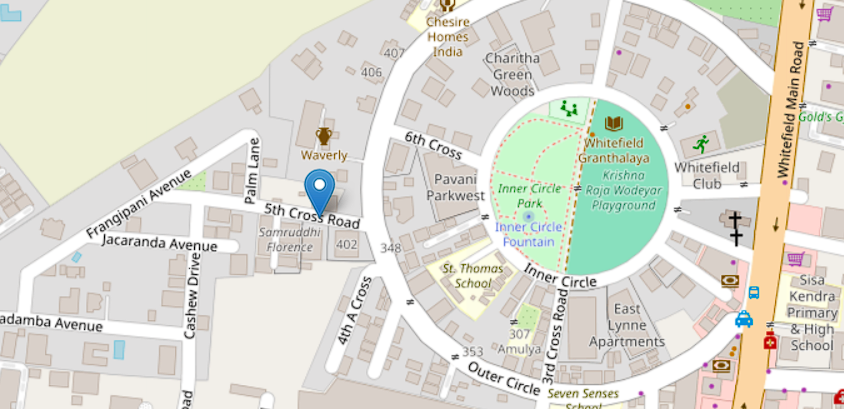 Chesire
Homes
India
407
406
Charitha
Green
Woods
Whitefield Main Road
Gold's G
Waverly
6th Cross
Whitefield
Granthalaya
Whitefield
Club
Palm Lane
Frangipani Avenue
Pavani
Parkwest
Krishna
Raja Wodeyar
Playground
Inner Circle
Park
5th Cross Road
Samruddhi
Florence
402
348
Inner Circle
Fountain
Jacaranda Avenue
St. Thomas
School
Inner Circle
Cashew Drive
4th A Cross
3rd Cross Road
East
Lynne
Apartments
Sisa
Kendra
Primary
& High
School
adamba Avenue
307
Amulya
353
Outer Circle
Seven Senses
School
oad